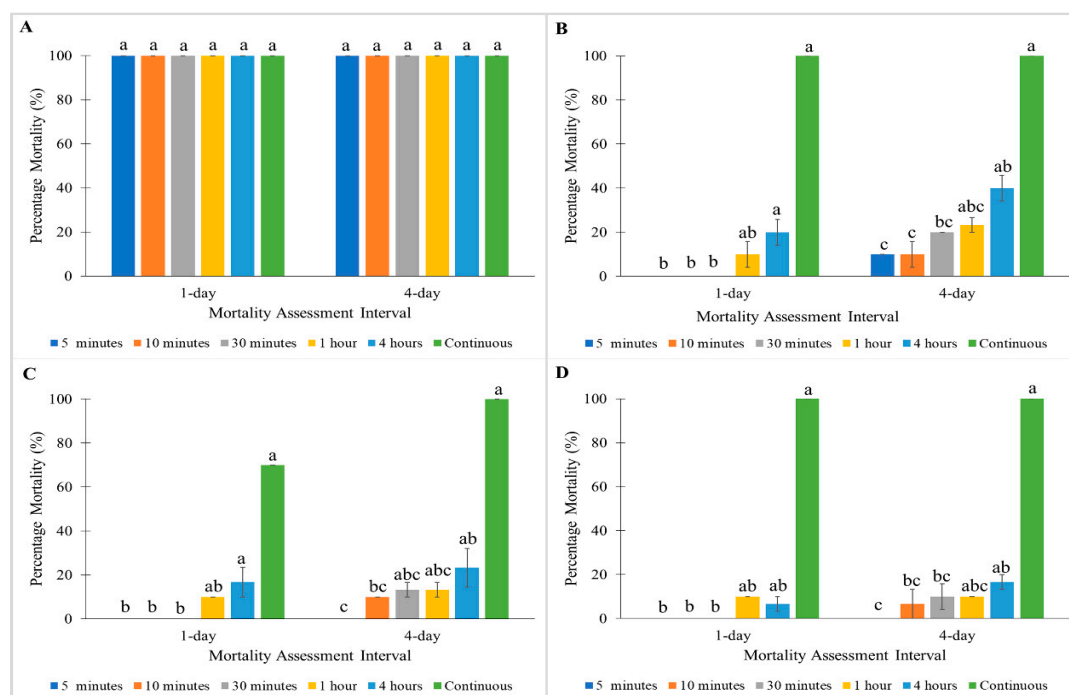 A
a a a a a a a a a a a a
100
80
60
40
20
0
Percentage Mortality (%)
1-day 4-day
Mortality Assessment Interval
5 minutes 10 minutes 30 minutes 1 hour 4 hours Continuous
B
b b b ab a a c c bc abc ab a
100
80
60
40
20
0
Percentage Mortality (%)
1-day 4-day
Mortality Assessment Interval
5 minutes 10 minutes 30 minutes 1 hour 4 hours Continuous
C
b b b ab a a c bc abc abc ab a
100
80
60
40
20
0
Percentage Mortality (%)
1-day 4-day
Mortality Assessment Interval
5 minutes 10 minutes 30 minutes 1 hour 4 hours Continuous
D
b b b ab ab a c bc bc abc ab a
100
80
60
40
20
0
Percentage Mortality (%)
1-day 4-day
Mortality Assessment Interval
5 minutes 10 minutes 30 minutes 1 hour 4 hours Continuous